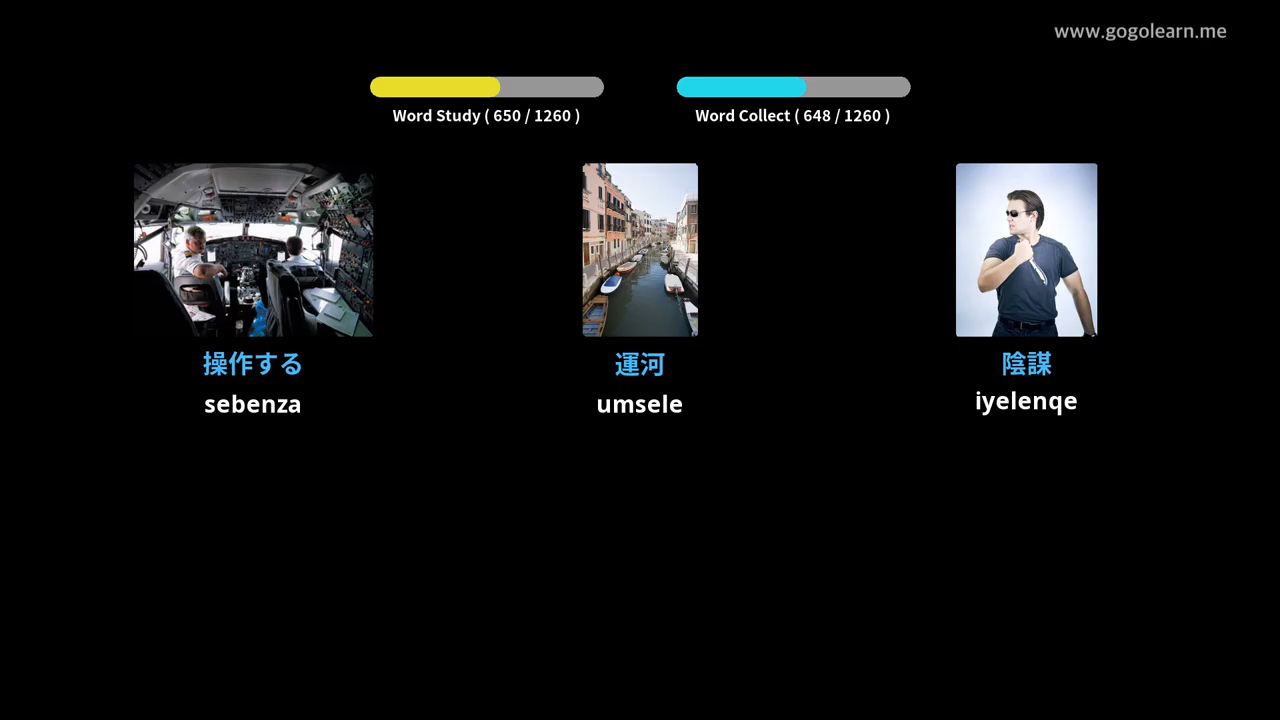 www.gogolearn.me
Word Study ( 650 / 1260 )
Word Collect ( 648 / 1260 )
操作する
運河
陰謀
sebenza
umsele
iyelenqe